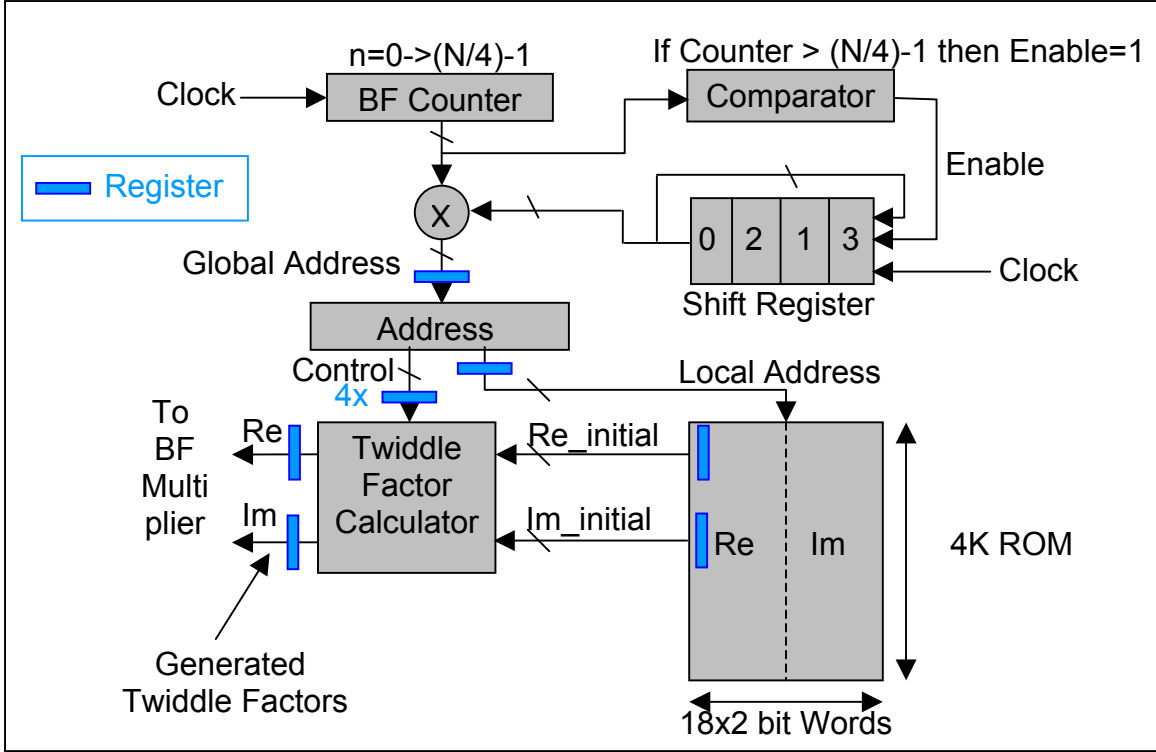 n=0->(N/4)-1
If Counter > (N/4)-1 then Enable=1
Clock
BF Counter
Comparator
Enable
Register
X
0 2 1 3
Clock
Shift Register
Global Address
Address
Control
4x
Local Address
To
BF
Multi
plier
Re
Im
Twiddle
Factor
Calculator
Re_initial
Im_initial
Re
Im
4K ROM
Generated
Twiddle Factors
18x2 bit Words